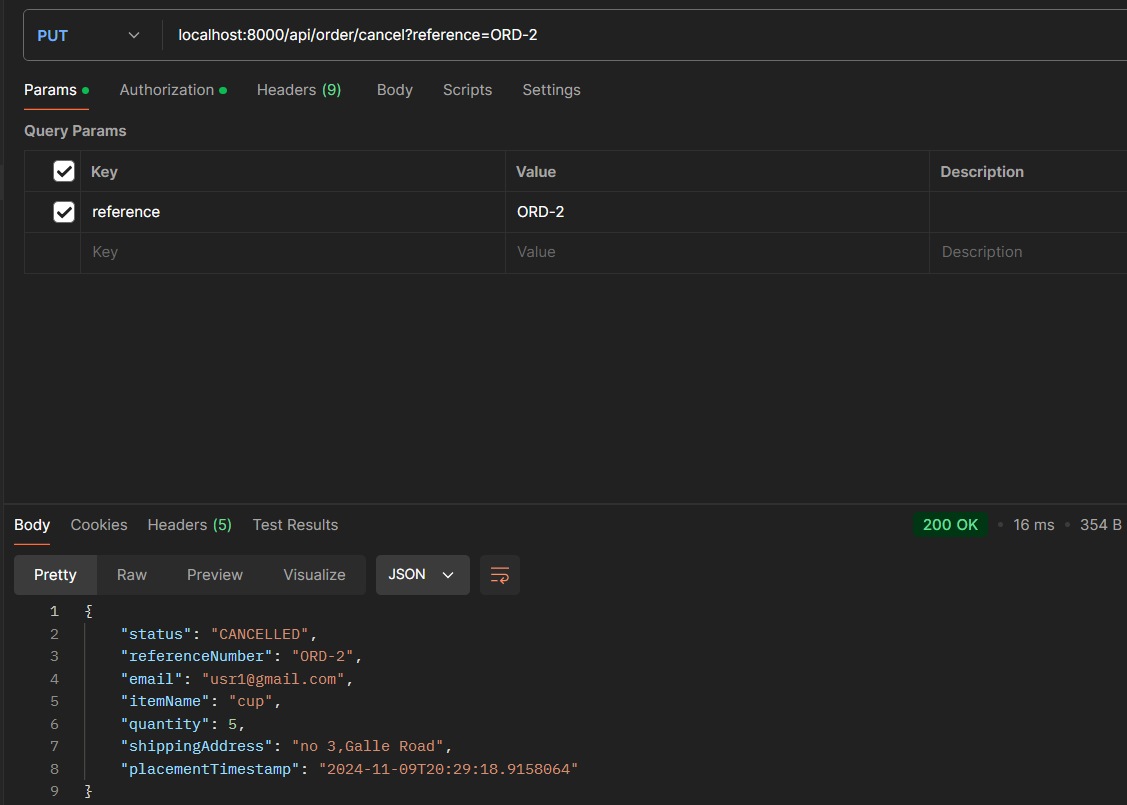 PUT localhost:8000/api/order/cancel?reference=ORD-2
Params Authorization Headers (9) Body Scripts Settings
Query Params
Key Value Description
reference ORD-2
Key Value Description
Body Cookies Headers (5) Test Results 200 OK 16 ms 354 B
Pretty Raw Preview Visualize JSON
1 {
2 "status": "CANCELLED",
3 "referenceNumber": "ORD-2",
4 "email": "usr1@gmail.com",
5 "itemName": "cup",
6 "quantity": 5,
7 "shippingAddress": "no 3,Galle Road",
8 "placementTimestamp": "2024-11-09T20:29:18.9158064"
9 }